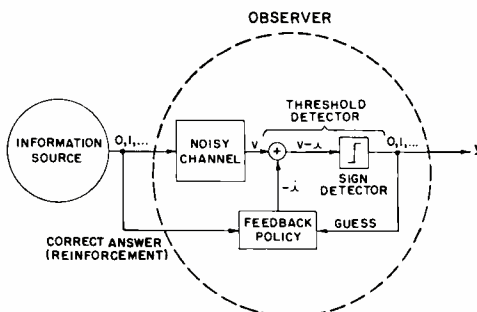 OBSERVER
THRESHOLD
DETECTOR
INFORMATION
SOURCE
0,1,...
NOISY
CHANNEL
V
+
V-i
0,1,...
y
SIGN
DETECTOR
-i
FEEDBACK
POLICY
GUESS
CORRECT ANSWER
(REINFORCEMENT)